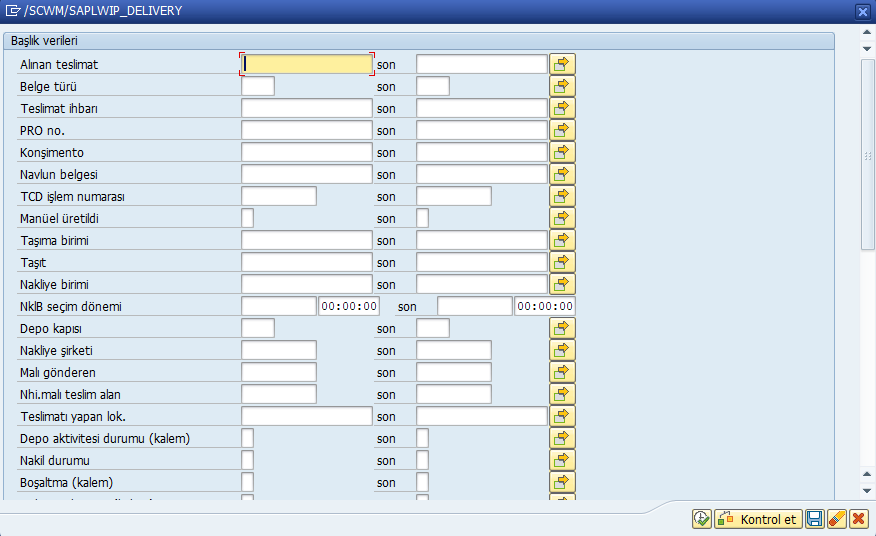 /SCWM/SAPLWIP_DELIVERY
Başlık verileri
Alınan teslimat son
Belge türü son
Teslimat ihbarı son
PRO no. son
Konşimento son
Navlun belgesi son
TCD işlem numarası son
Manüel üretildi son
Taşıma birimi son
Taşıt son
Nakliye birimi son
NklB seçim dönemi 00:00:00 son 00:00:00
Depo kapısı son
Nakliye şirketi son
Malı gönderen son
Nhi.malı teslim alan son
Teslimatı yapan lok. son
Depo aktivitesi durumu (kalem) son
Nakil durumu son
Boşaltma (kalem) son
Kontrol et